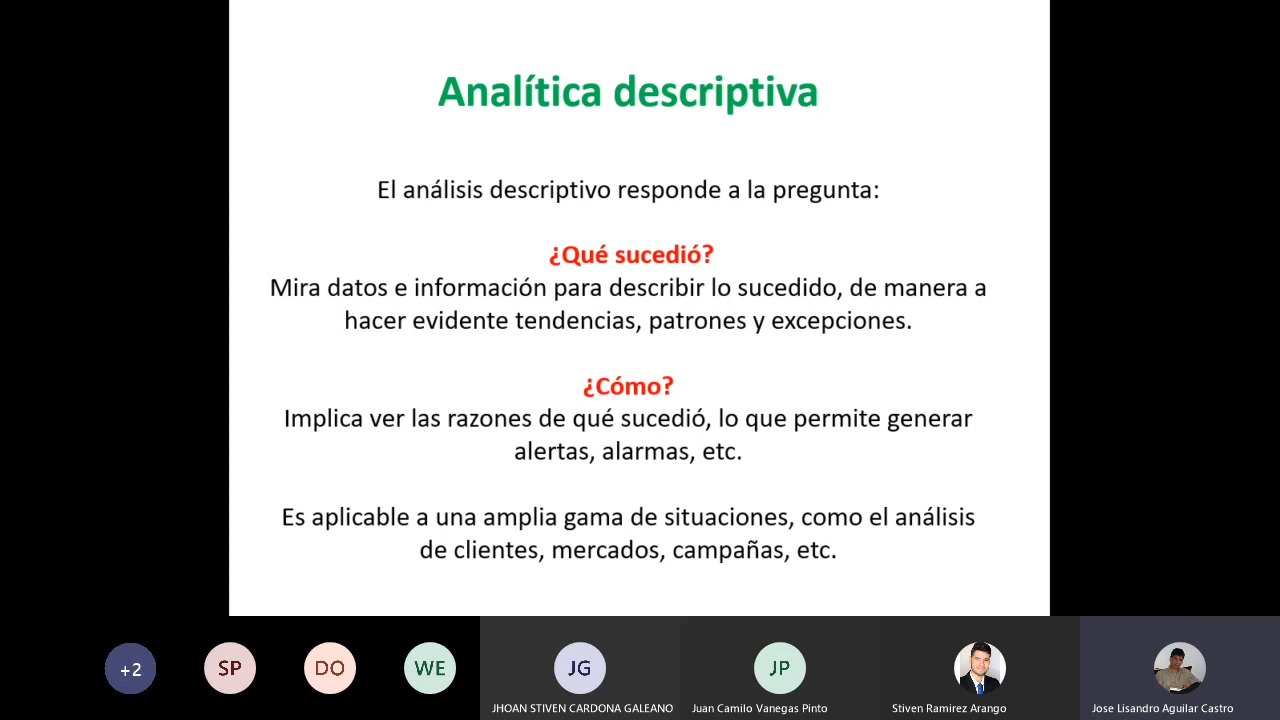 Analítica descriptiva
El análisis descriptivo responde a la pregunta:
¿Qué sucedió?
Mira datos e información para describir lo sucedido, de manera a
hacer evidente tendencias, patrones y excepciones.
¿Cómo?
Implica ver las razones de qué sucedió, lo que permite generar
alertas, alarmas, etc.
Es aplicable a una amplia gama de situaciones, como el análisis
de clientes, mercados, campañas, etc.
+2
SP
DO
WE
JG
JP
JHOAN STIVEN CARDONA GALEANO
Juan Camilo Vanegas Pinto
Stiven Ramirez Arango
Jose Lisandro Aguilar Castro